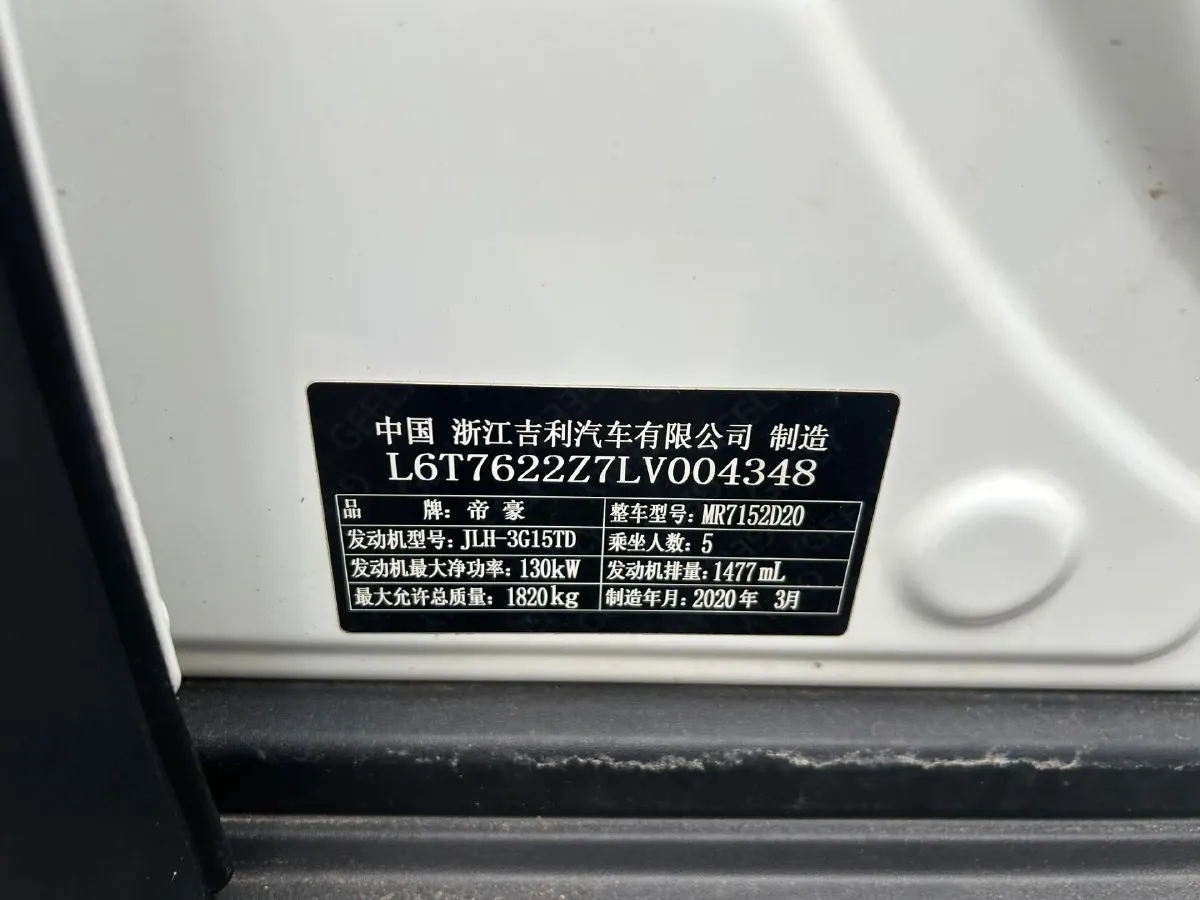 中国 浙江吉利汽车有限公司 制造
L6T7622Z7LV004348
品 牌：帝豪 整车型号：MR7152D20
发动机型号：JLH-3G15TD 乘坐人数：5
发动机最大净功率：130kW 发动机排量：1477mL
最大允许总质量：1820kg 制造年月：2020年 3月